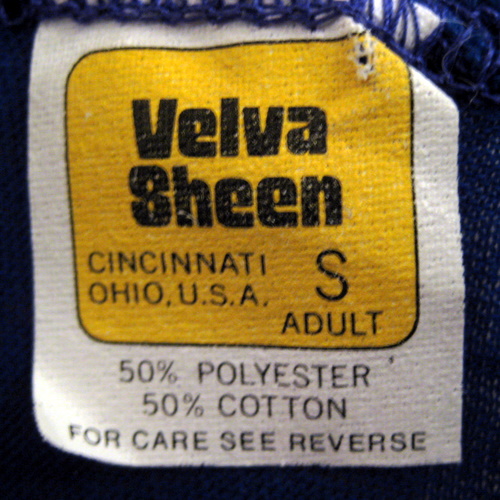 Velva
Sheen
CINCINNATI
OHIO, U.S.A.
S
ADULT
50% POLYESTER
50% COTTON
FOR CARE SEE REVERSE